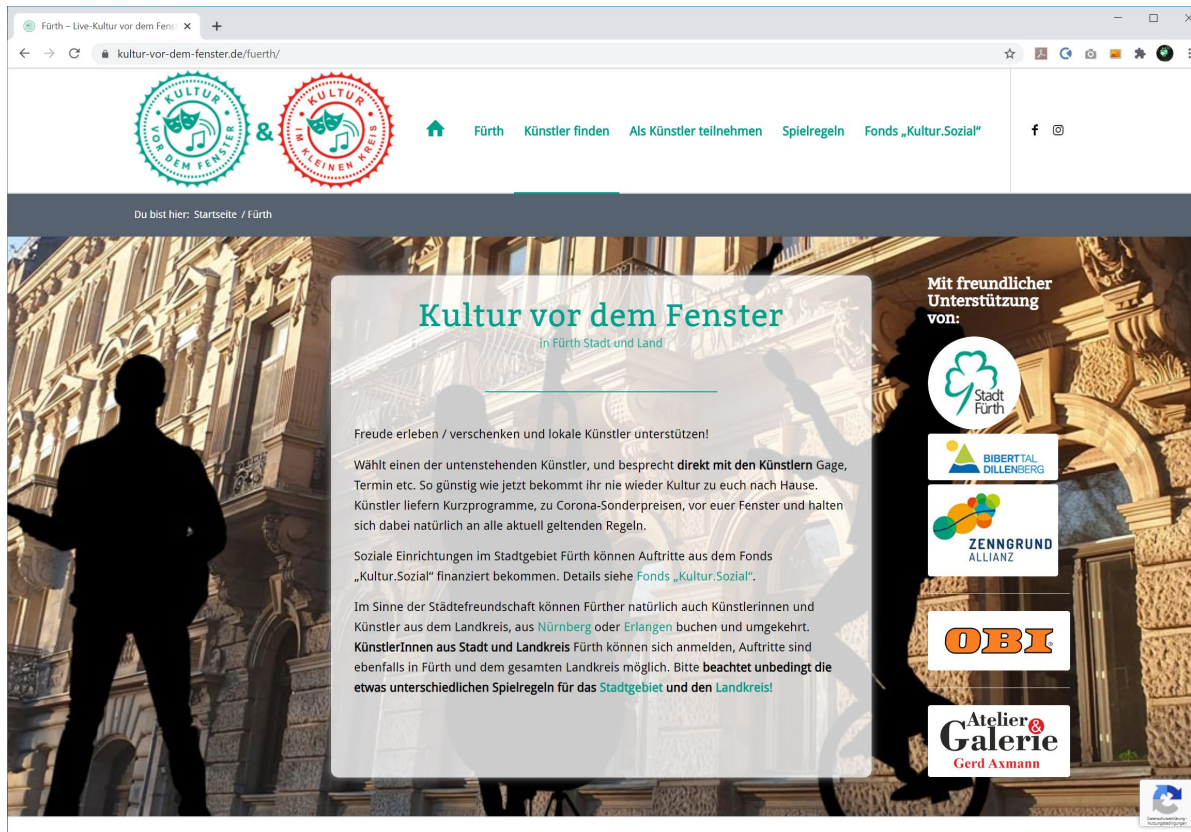 Fürth – Live-Kultur vor dem Fens
kultur-vor-dem-fenster.de/fuerth/
KULTUR
VOR DEM FENSTER
&
KULTUR
IM KLEINEN KREIS
Fürth
Künstler finden
Als Künstler teilnehmen
Spielregeln
Fonds „Kultur.Sozial“
Du bist hier: Startseite / Fürth
Kultur vor dem Fenster
in Fürth Stadt und Land
Freude erleben / verschenken und lokale Künstler unterstützen!
Wählt einen der untenstehenden Künstler, und besprecht direkt mit den Künstlern Gage,
Termin etc. So günstig wie jetzt bekommt ihr nie wieder Kultur zu euch nach Hause.
Künstler liefern Kurzprogramme, zu Corona-Sonderpreisen, vor euer Fenster und halten
sich dabei natürlich an alle aktuell geltenden Regeln.
Soziale Einrichtungen im Stadtgebiet Fürth können Auftritte aus dem Fonds
„Kultur.Sozial“ finanziert bekommen. Details siehe Fonds „Kultur.Sozial“.
Im Sinne der Städtefreundschaft können Fürther natürlich auch Künstlerinnen und
Künstler aus dem Landkreis, aus Nürnberg oder Erlangen buchen und umgekehrt.
KünstlerInnen aus Stadt und Landkreis Fürth können sich anmelden, Auftritte sind
ebenfalls in Fürth und dem gesamten Landkreis möglich. Bitte beachtet unbedingt die
etwas unterschiedlichen Spielregeln für das Stadtgebiet und den Landkreis!
Mit freundlicher
Unterstützung
von:
Stadt
Fürth
BIBERTTAL
DILLENBERG
ZENNGRUND
ALLIANZ
OBI
Atelier &
Galerie
Gerd Axmann
Datenschutzerklärung -
Nutzungsbedingungen